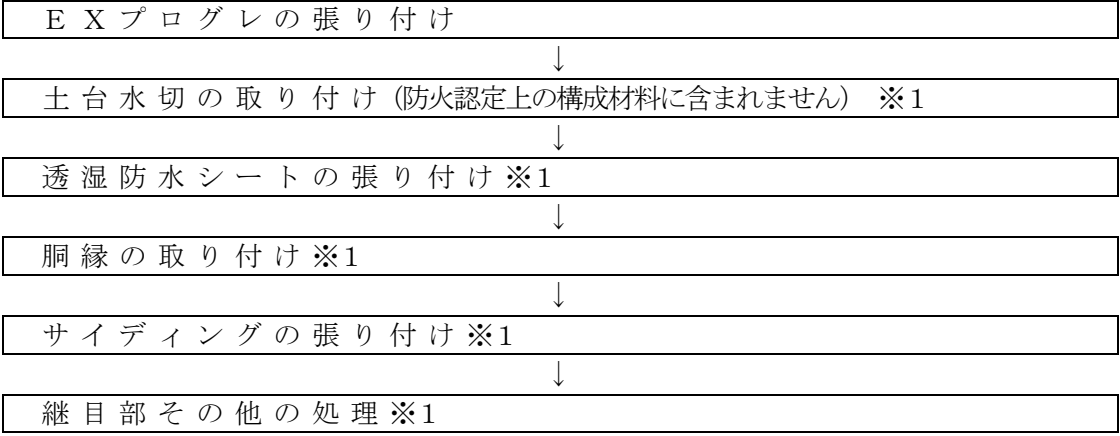 ＥＸプログレの張り付け
↓
土台水切の取り付け(防火認定上の構成材料に含まれません) ※１
↓
透湿防水シートの張り付け※１
↓
胴縁の取り付け※１
↓
サイディングの張り付け※１
↓
継目部その他の処理※１